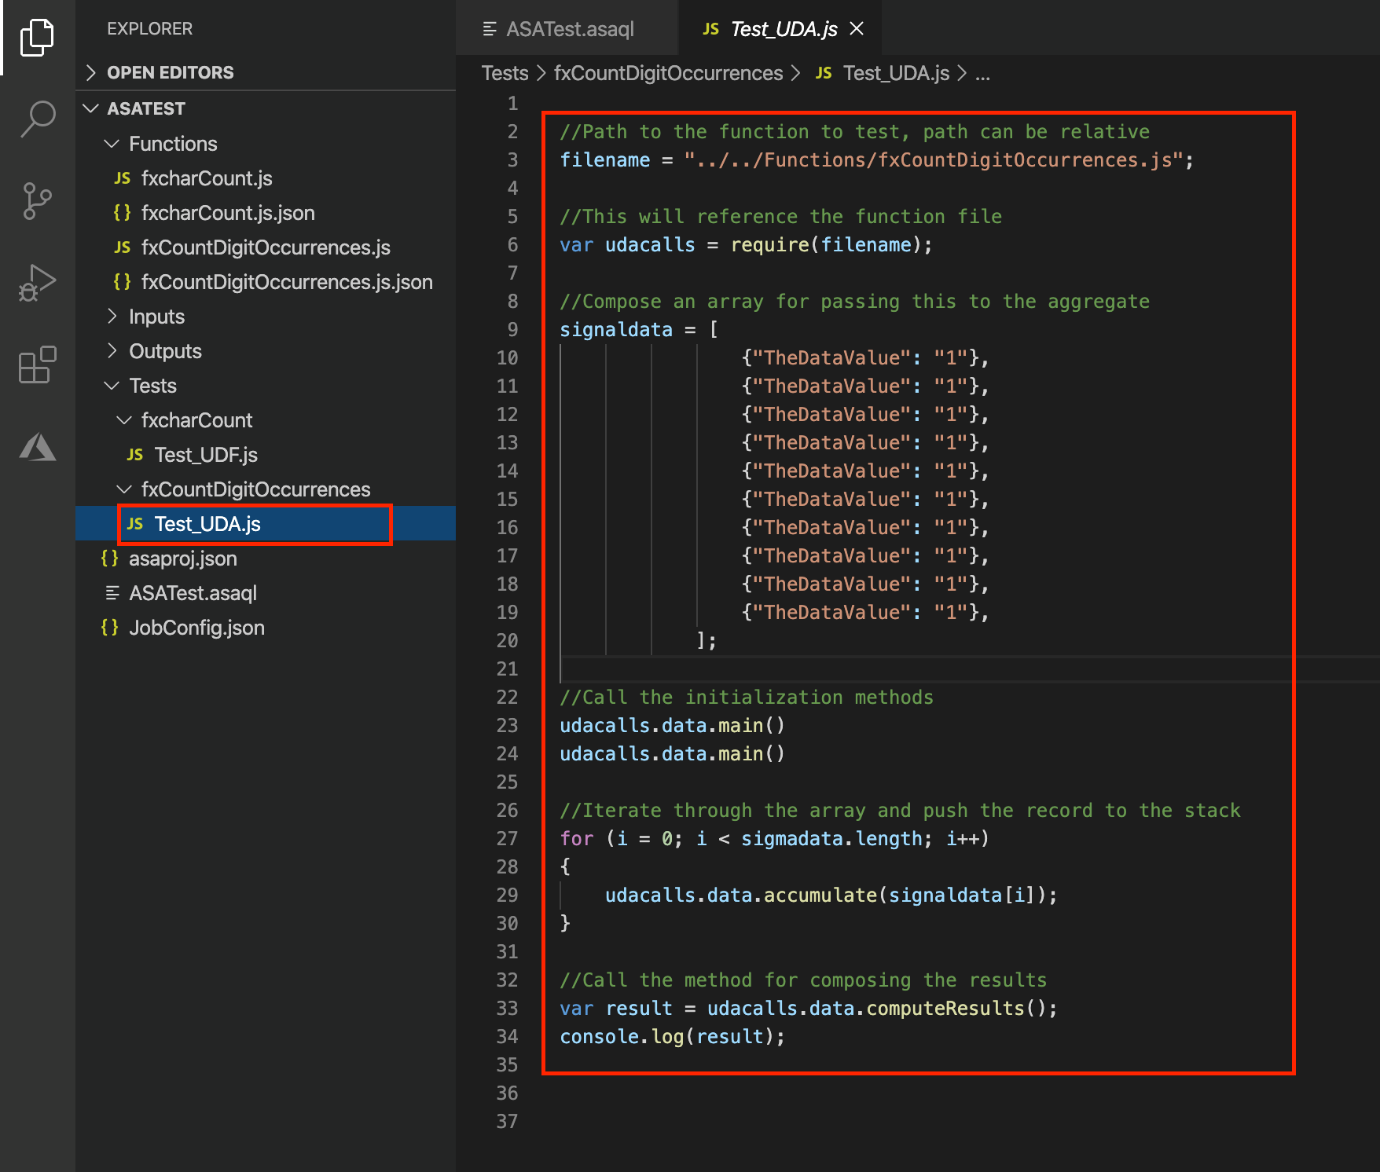 EXPLORER
OPEN EDITORS
ASATEST
Functions
JS fxcharCount.js
{} fxcharCount.js.json
JS fxCountDigitOccurrences.js
{} fxCountDigitOccurrences.js.json
Inputs
Outputs
Tests
fxcharCount
JS Test_UDF.js
fxCountDigitOccurrences
JS Test_UDA.js
{} asaproj.json
ASATest.asaql
{} JobConfig.json
ASATest.asaql
JS Test_UDA.js
Tests > fxCountDigitOccurrences > JS Test_UDA.js > ...
1
2 //Path to the function to test, path can be relative
3 filename = "../../Functions/fxCountDigitOccurrences.js";
4
5 //This will reference the function file
6 var udacalls = require(filename);
7
8 //Compose an array for passing this to the aggregate
9 signaldata = [
10 {"TheDataValue": "1"},
11 {"TheDataValue": "1"},
12 {"TheDataValue": "1"},
13 {"TheDataValue": "1"},
14 {"TheDataValue": "1"},
15 {"TheDataValue": "1"},
16 {"TheDataValue": "1"},
17 {"TheDataValue": "1"},
18 {"TheDataValue": "1"},
19 {"TheDataValue": "1"},
20 ];
21
22 //Call the initialization methods
23 udacalls.data.main()
24 udacalls.data.main()
25
26 //Iterate through the array and push the record to the stack
27 for (i = 0; i < sigmadata.length; i++)
28 {
29 udacalls.data.accumulate(signaldata[i]);
30 }
31
32 //Call the method for composing the results
33 var result = udacalls.data.computeResults();
34 console.log(result);
35
36
37